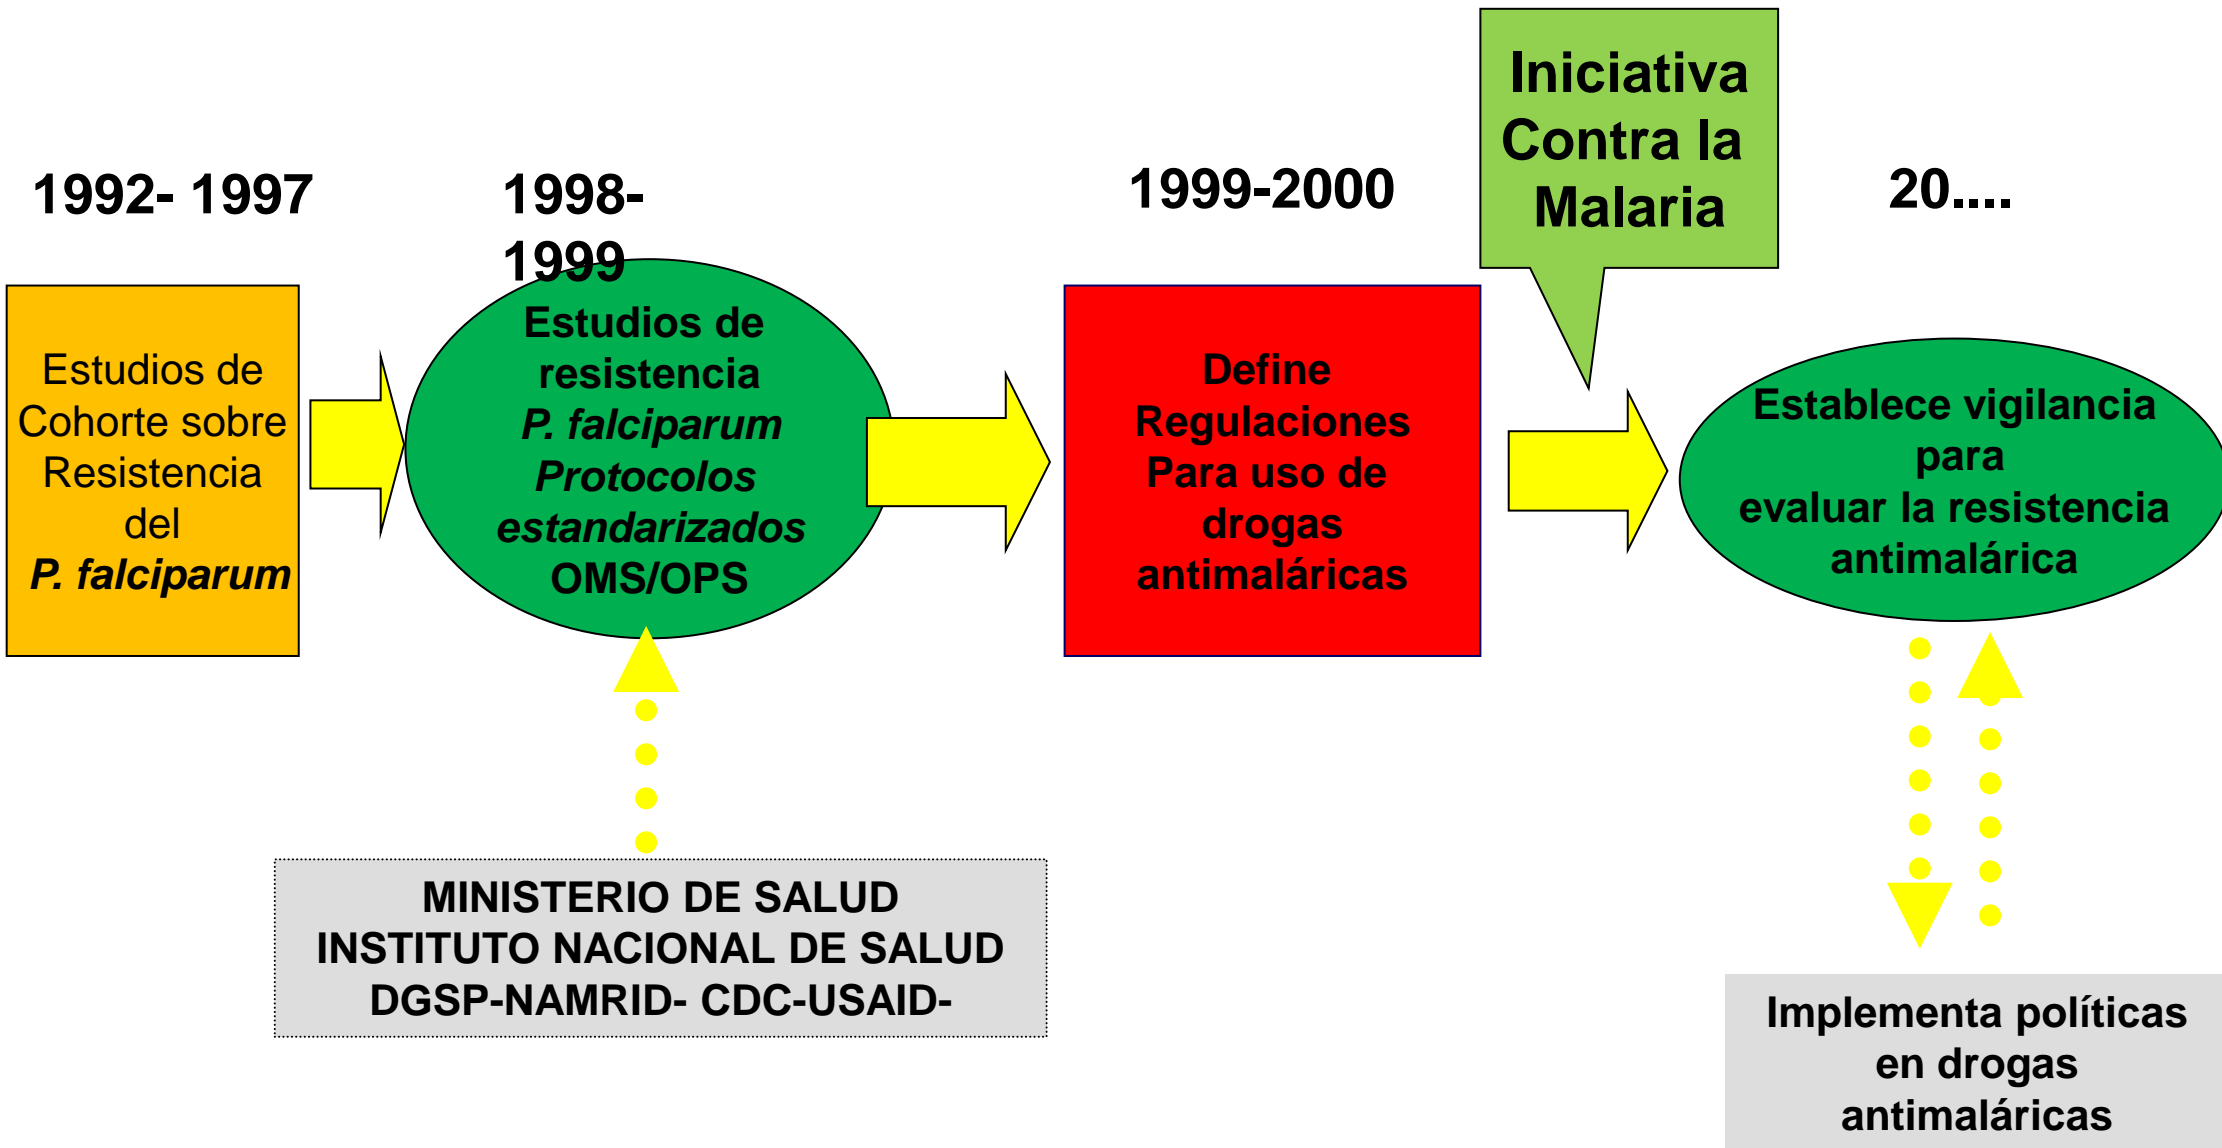 1992- 1997
Estudios de
Cohorte sobre
Resistencia
del
P. falciparum
1998-
1999
Estudios de
resistencia
P. falciparum
Protocolos
estandarizados
OMS/OPS
MINISTERIO DE SALUD
INSTITUTO NACIONAL DE SALUD
DGSP-NAMRID- CDC-USAID-
1999-2000
Define
Regulaciones
Para uso de
drogas
antimaláricas
Iniciativa
Contra la
Malaria
20....
Establece vigilancia
para
evaluar la resistencia
antimalárica
Implementa políticas
en drogas
antimaláricas